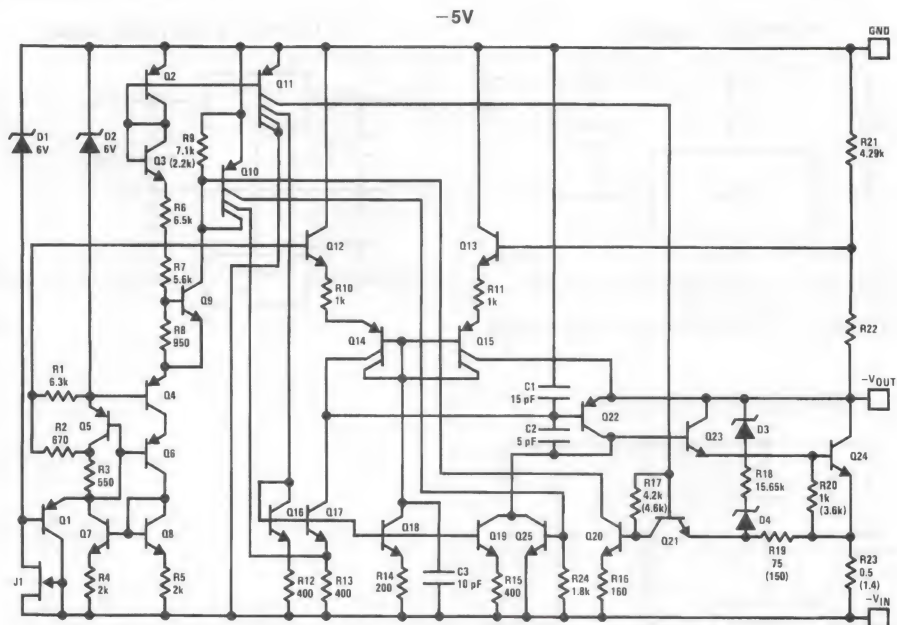 −5V
GND
Q2
Q11
D1
6V
D2
6V
R9
7.1k
(2.2k)
R21
4.29k
Q3
Q10
R6
6.5k
Q12
Q13
R7
5.6k
R10
1k
R11
1k
Q9
R8
950
Q14
Q15
R22
R1
6.3k
Q4
C1
15 pF
−VOUT
R2
670
Q5
Q22
Q6
C2
5 pF
Q23
D3
Q24
R3
550
R17
4.2k
(4.6k)
R18
15.65k
R20
1k
(3.6k)
Q1
Q7
Q8
Q16
Q17
Q18
Q19
Q25
Q20
Q21
D4
R19
75
(150)
J1
R4
2k
R5
2k
R12
400
R13
400
R14
200
C3
10 pF
R15
400
R24
1.8k
R16
160
R23
0.5
(1.4)
−VIN